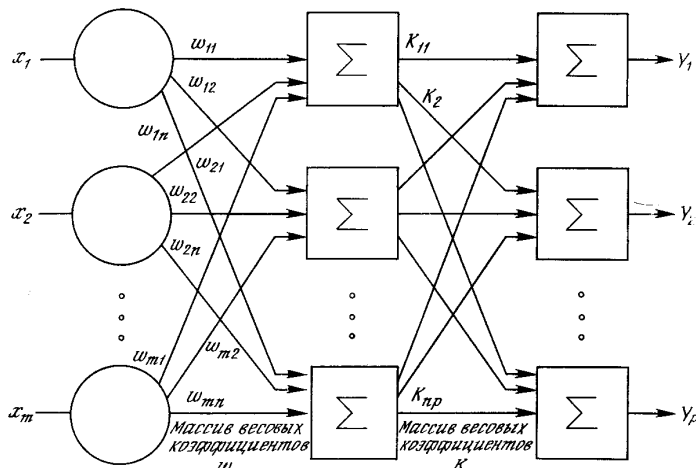 x₁
w₁₁
Σ
K₁₁
Σ
Y₁
w₁₂
K₂
w₁ₙ
w₂₁
x₂
w₂₂
Σ
Σ
Y₂
w₂ₙ
wₘ₁
wₘ₂
xₘ
wₘₙ
Σ
Kₙₚ
Σ
Yₚ
Массив весовых
коэффициентов
Массив весовых
коэффициентов